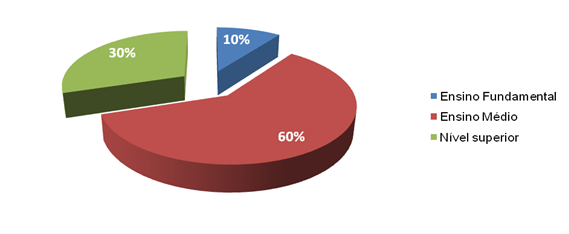 10%
30%
60%
Ensino Fundamental
Ensino Médio
Nível superior